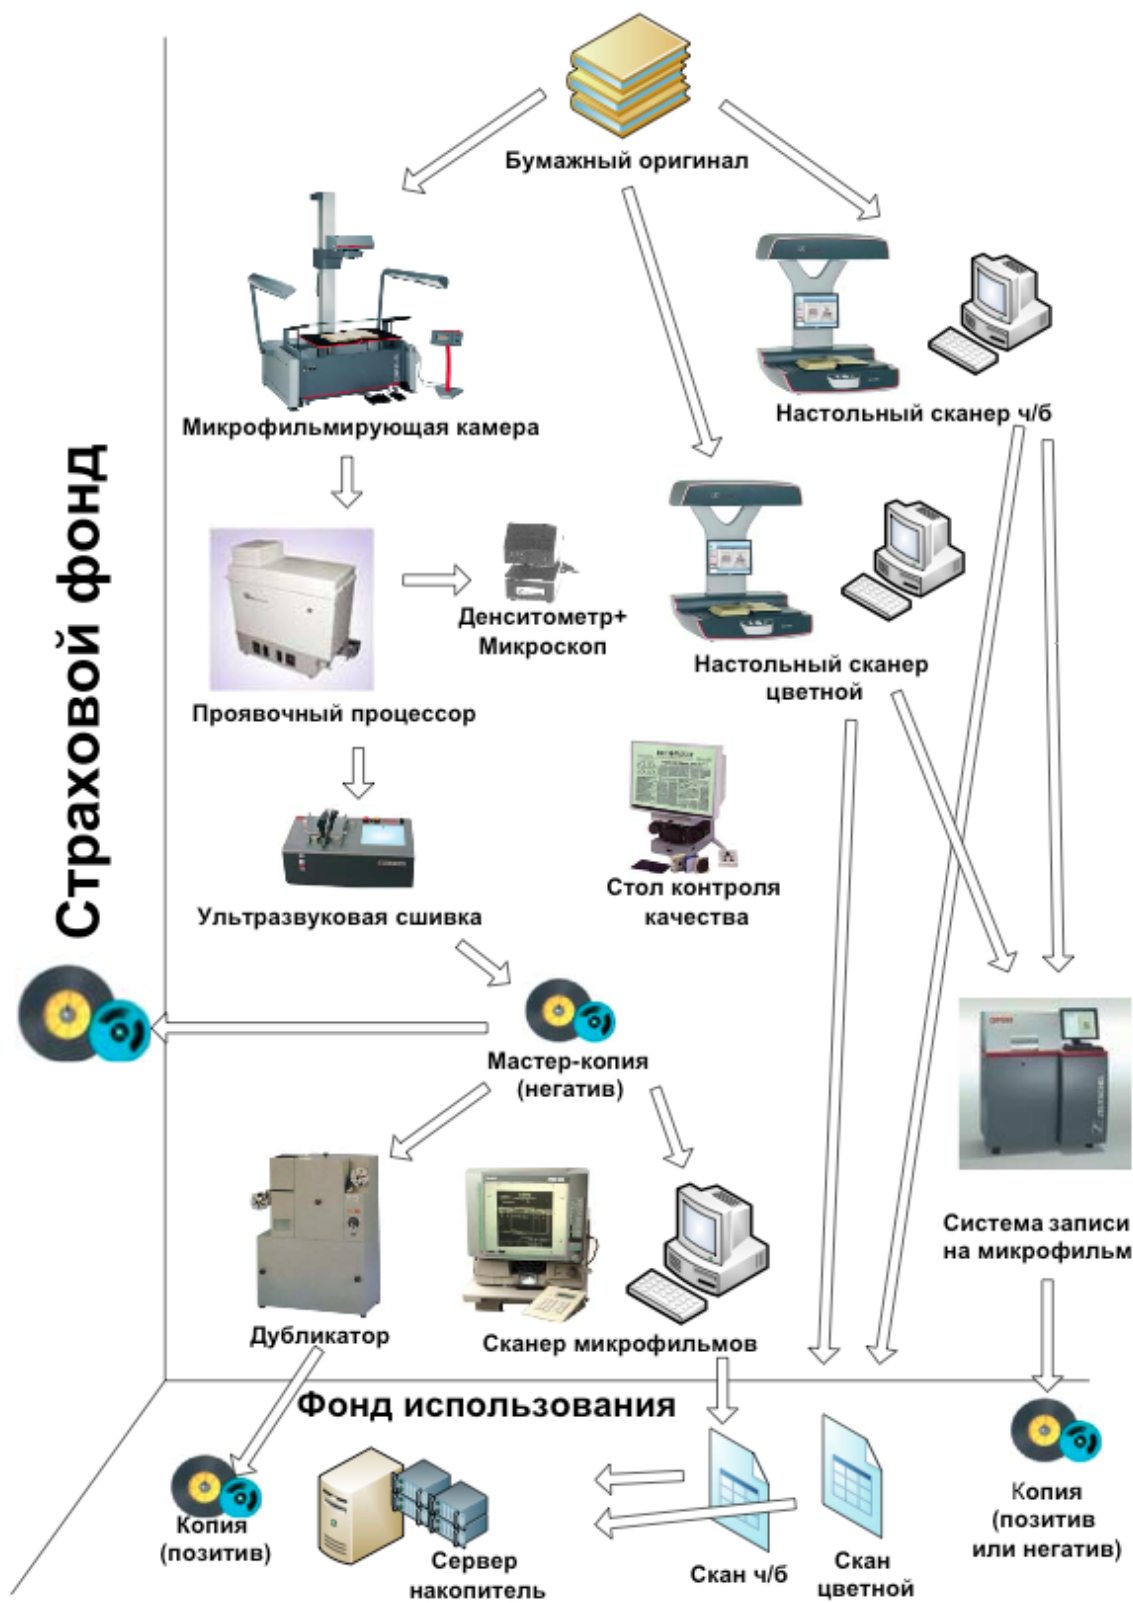 Бумажный оригинал
Микрофильмирующая камера
Настольный сканер ч/б
Денситометр+
Микроскоп
Настольный сканер
цветной
Проявочный процессор
Страховой фонд
Стол контроля
качества
Ультразвуковая сшивка
Мастер-копия
(негатив)
Система записи
на микрофильм
Дубликатор
Сканер микрофильмов
Фонд использования
Копия
(позитив)
Сервер
накопитель
Скан ч/б
Скан
цветной
Копия
(позитив
или негатив)